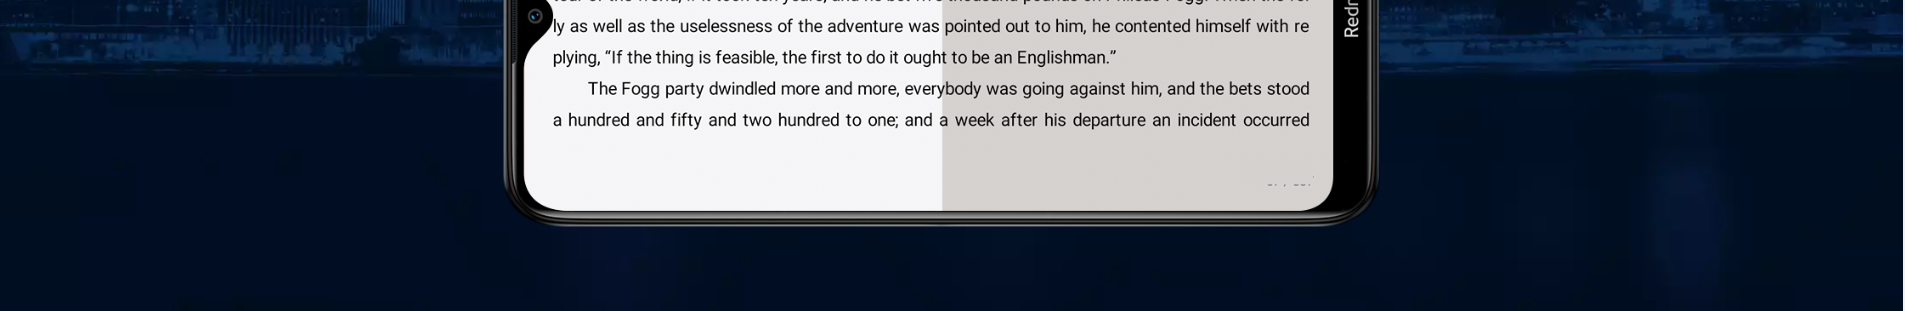 ly as well as the uselessness of the adventure was pointed out to him, he contented himself with re
plying, “If the thing is feasible, the first to do it ought to be an Englishman.”
The Fogg party dwindled more and more, everybody was going against him, and the bets stood
a hundred and fifty and two hundred to one; and a week after his departure an incident occurred